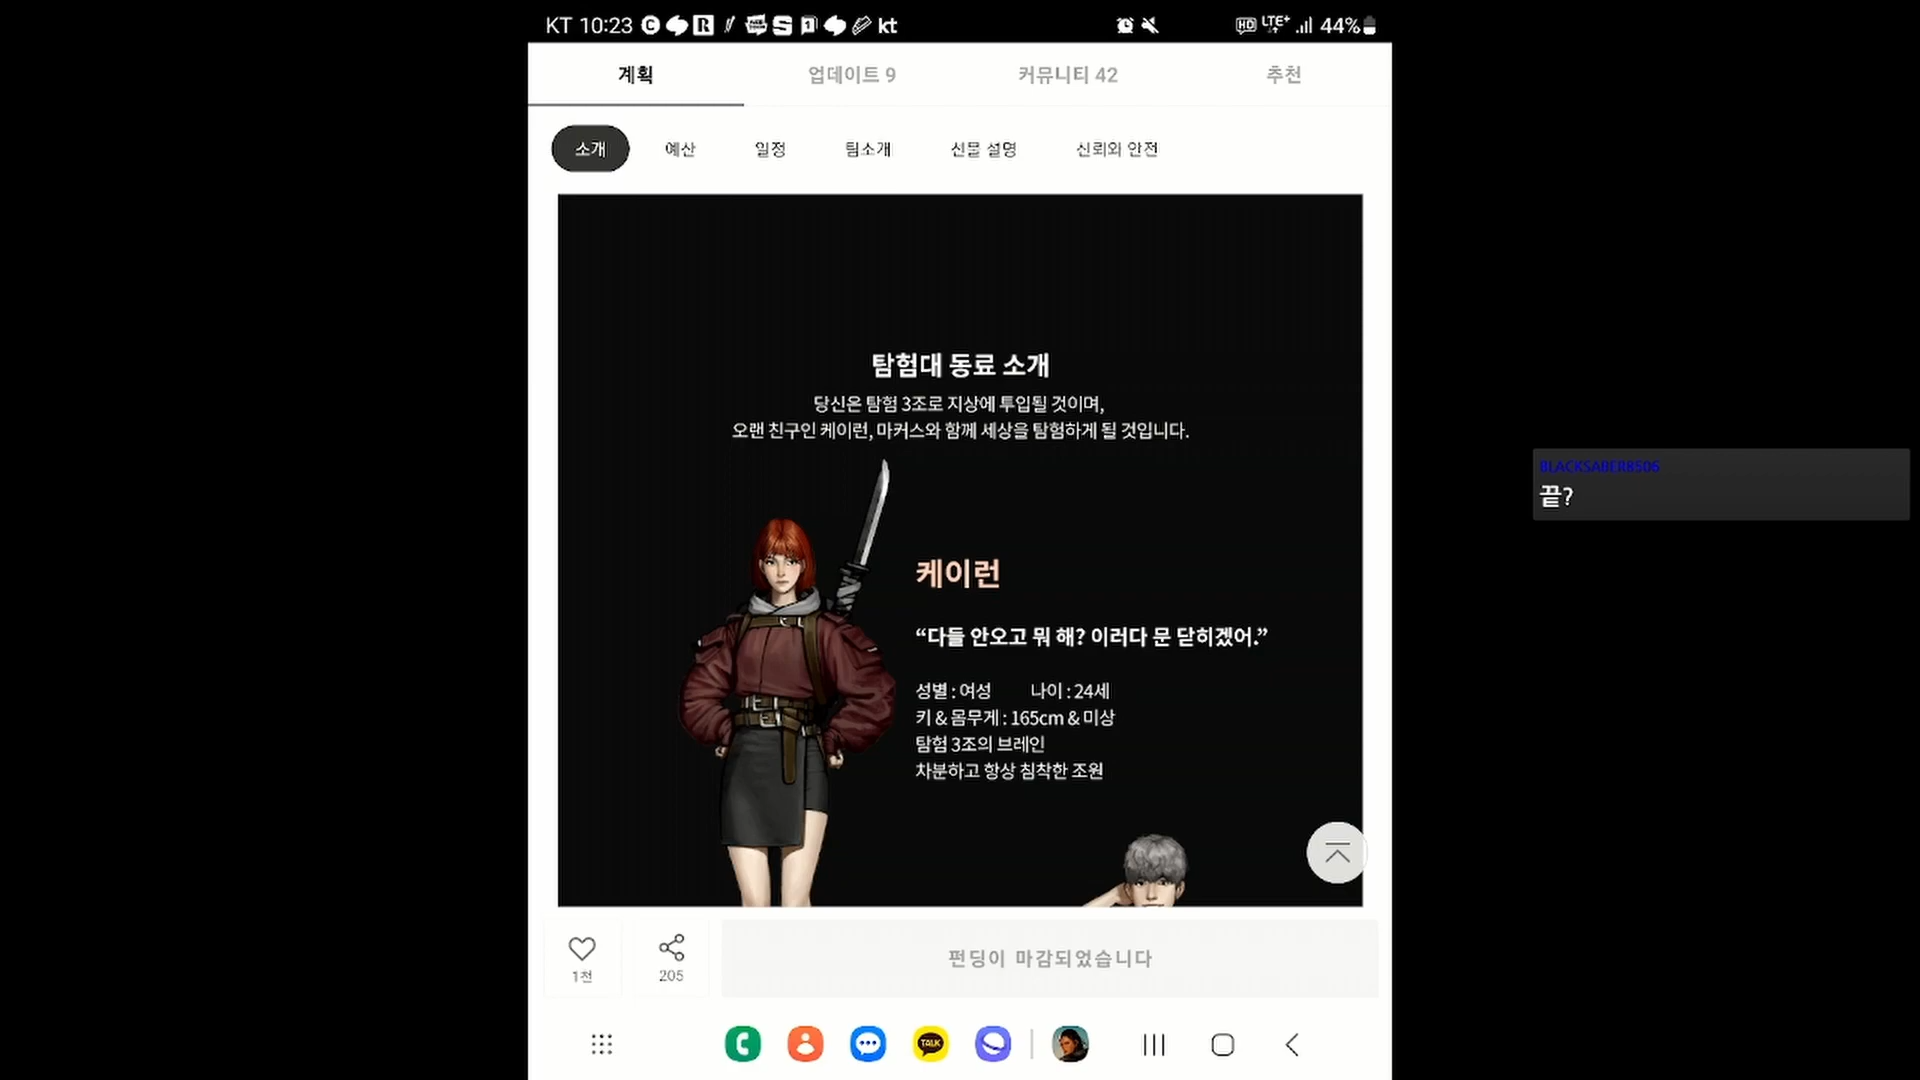 KT 10:23
kt
HD LTE+ 44%
계획
업데이트 9
커뮤니티 42
추천
소개
예산
일정
팀소개
선물 설명
신뢰와 안전
탐험대 동료 소개
당신은 탐험 3조로 지상에 투입될 것이며,
오랜 친구인 케이런, 마커스와 함께 세상을 탐험하게 될 것입니다.
케이런
“다들 안오고 뭐 해? 이러다 문 닫히겠어.”
성별 : 여성 나이 : 24세
키 & 몸무게 : 165cm & 미상
탐험 3조의 브레인
차분하고 항상 침착한 조원
BLACKSABER8506
끝?
1천
205
펀딩이 마감되었습니다
TALK